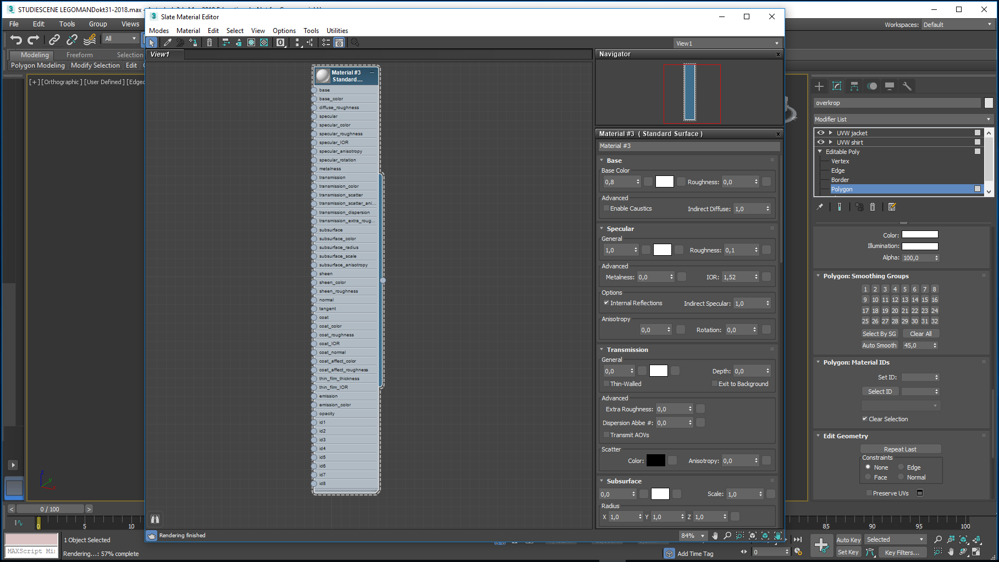 STUDIESCENE LEGOMANDokt31-2018.max -
Slate Material Editor
File Edit Tools Group Views
Modes Material Edit Select View Options Tools Utilities
Workspaces: Default
All
View1
Modeling Freeform Selection
View1
Navigator
Polygon Modeling Modify Selection Edit
[+] [Orthographic] [User Defined] [Edged
Material #3
Standard...
base
base_color
diffuse_roughness
specular
specular_color
specular_roughness
specular_IOR
specular_anisotropy
specular_rotation
metalness
transmission
transmission_color
transmission_scatter
transmission_scatter_ani...
transmission_dispersion
transmission_extra_roug...
subsurface
subsurface_color
subsurface_radius
subsurface_scale
subsurface_anisotropy
sheen
sheen_color
sheen_roughness
normal
tangent
coat
coat_color
coat_roughness
coat_IOR
coat_normal
coat_affect_color
coat_affect_roughness
thin_film_thickness
thin_film_IOR
emission
emission_color
opacity
id1
id2
id3
id4
id5
id6
id7
id8
Material #3 ( Standard Surface )
Material #3
Base
Base Color
0,8 Roughness: 0,0
Advanced
Enable Caustics Indirect Diffuse: 1,0
Specular
General
1,0 Roughness: 0,1
Advanced
Metalness: 0,0 IOR: 1,52
Options
Internal Reflections Indirect Specular: 1,0
Anisotropy
0,0 Rotation: 0,0
Transmission
General
0,0 Depth: 0,0
Thin-Walled Exit to Background
Advanced
Extra Roughness: 0,0
Dispersion Abbe #: 0,0
Transmit AOVs
Scatter
Color: Anisotropy: 0,0
Subsurface
0,0 Scale: 1,0
Radius
X 1,0 Y 1,0 Z 1,0
overkrop
Modifier List
UVW jacket
UVW shirt
Editable Poly
Vertex
Edge
Border
Polygon
Color:
Illumination:
Alpha: 100,0
Polygon: Smoothing Groups
1 2 3 4 5 6 7 8
9 10 11 12 13 14 15 16
17 18 19 20 21 22 23 24
25 26 27 28 29 30 31 32
Select By SG Clear All
Auto Smooth 45,0
Polygon: Material IDs
Set ID:
Select ID
Clear Selection
Edit Geometry
Repeat Last
Constraints
None Edge
Face Normal
Preserve UVs
z
y
x
< 0 / 100 >
0 5 10
85 90 95 100
Rendering finished
84%
1 Object Selected
MAXScript Mi
Rendering...: 57% complete
Add Time Tag
0
Auto Key Selected
Set Key Key Filters...